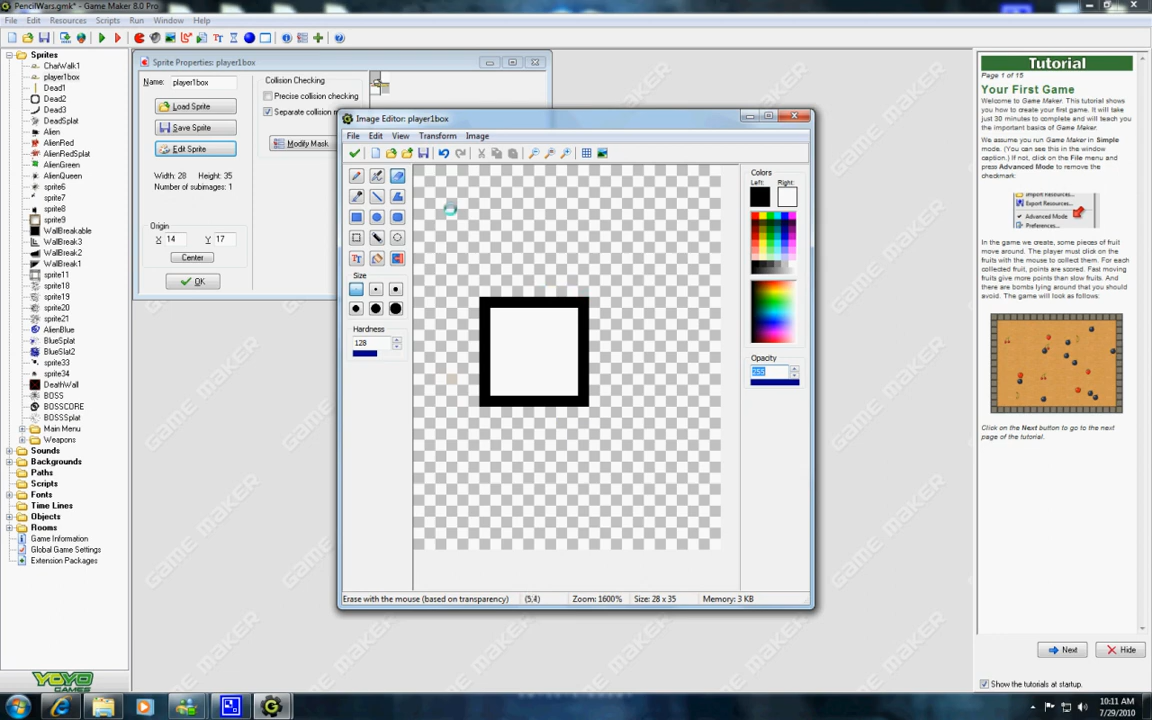 PencilWars.gmk* - Game Maker 8.0 Pro
File Edit Resources Scripts Run Window Help
Sprites
CharWalk1
player1box
Dead1
Dead2
Dead3
DeadSplat
Alien
AlienRed
AlienRedSplat
AlienGreen
AlienGreenSplat
sprite6
sprite7
sprite8
sprite9
WallBreakable
WallBreak3
WallBreak2
WallBreak1
sprite11
sprite18
sprite19
sprite20
sprite21
AlienBlue
BlueSplat
BlueSlat2
sprite33
sprite34
DeathWall
BOSS
BOSSCORE
BOSSSplat
Main Menu
Weapons
Sounds
Backgrounds
Paths
Scripts
Fonts
Time Lines
Objects
Rooms
Game Information
Global Game Settings
Extension Packages
YOYO
GAMES
Sprite Properties: player1box
Name: player1box
Load Sprite
Save Sprite
Edit Sprite
Width: 28 Height: 35
Number of subimages: 1
Origin
X 14 Y 17
Center
OK
Collision Checking
Precise collision checking
Separate collision
Modify Mask
Image Editor: player1box
File Edit View Transform Image
Size
Hardness
128
Colors
Left: Right:
Opacity
255
Erase with the mouse (based on transparency) (5,4) Zoom: 1600% Size: 28 x 35 Memory: 3 KB
Tutorial
Page 1 of 15
Your First Game
Welcome to Game Maker. This tutorial shows
you how to create your first game. It will take
just 30 minutes to complete and will teach you
the important basics of Game Maker.
We assume you run Game Maker in Simple
mode. (You can see this in the window
caption.) If not, click on the File menu and
press Advanced Mode to remove the
checkmark:
Import Resources...
Export Resources...
Advanced Mode
Preferences...
In the game we create, some pieces of fruit
move around. The player must click on the
fruits with the mouse to collect them. For each
collected fruit, points are scored. Fast moving
fruits give more points than slow fruits. And
there are bombs lying around that you should
avoid. The game will look as follows:
Click on the Next button to go to the next
page of the tutorial.
Next Hide
Show the tutorials at startup.
10:11 AM
7/29/2010
GAME MAKER